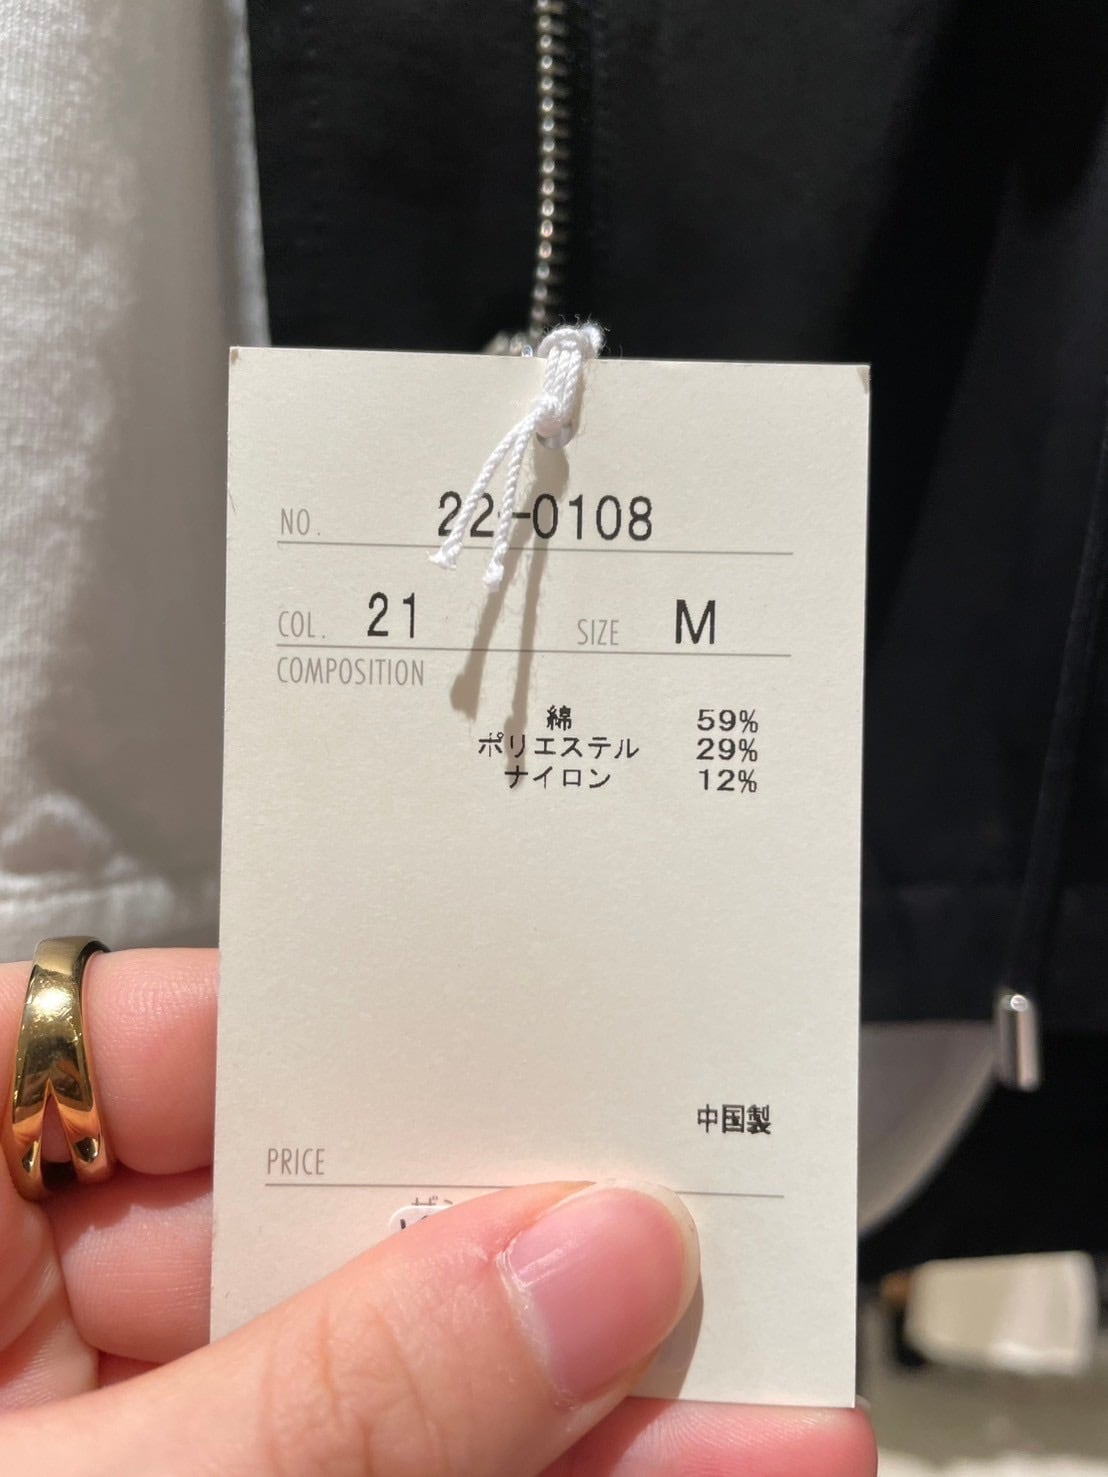 NO. 22-0108
COL. 21 SIZE M
COMPOSITION
綿 59%
ポリエステル 29%
ナイロン 12%
中国製
PRICE